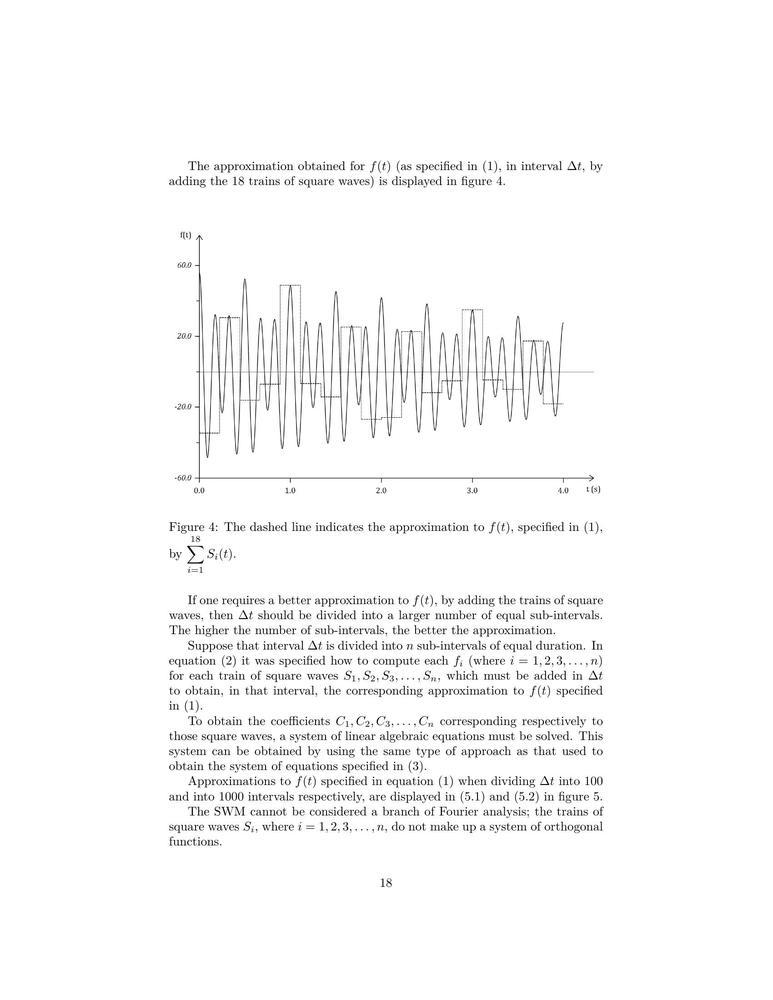 The approximation obtained for f(t) (as specified in (1), in interval Δt, by
adding the 18 trains of square waves) is displayed in figure 4.
f(t)
60.0
20.0
-20.0
-60.0
0.0 1.0 2.0 3.0 4.0 t (s)
Figure 4: The dashed line indicates the approximation to f(t), specified in (1),
by \sum_{i=1}^{18} S_i(t).
If one requires a better approximation to f(t), by adding the trains of square
waves, then Δt should be divided into a larger number of equal sub-intervals.
The higher the number of sub-intervals, the better the approximation.
Suppose that interval Δt is divided into n sub-intervals of equal duration. In
equation (2) it was specified how to compute each f_i (where i = 1, 2, 3, . . . , n)
for each train of square waves S_1, S_2, S_3, . . . , S_n, which must be added in Δt
to obtain, in that interval, the corresponding approximation to f(t) specified
in (1).
To obtain the coefficients C_1, C_2, C_3, . . . , C_n corresponding respectively to
those square waves, a system of linear algebraic equations must be solved. This
system can be obtained by using the same type of approach as that used to
obtain the system of equations specified in (3).
Approximations to f(t) specified in equation (1) when dividing Δt into 100
and into 1000 intervals respectively, are displayed in (5.1) and (5.2) in figure 5.
The SWM cannot be considered a branch of Fourier analysis; the trains of
square waves S_i, where i = 1, 2, 3, . . . , n, do not make up a system of orthogonal
functions.
18